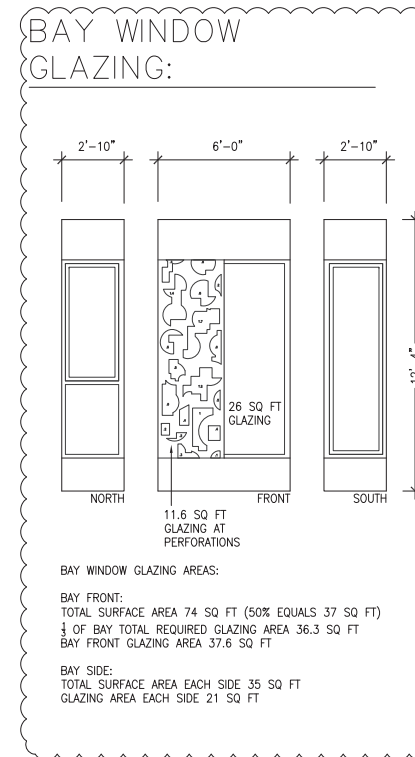 BAY WINDOW
GLAZING:
2'-10"
6'-0"
2'-10"
26 SQ FT
GLAZING
NORTH
FRONT
SOUTH
11.6 SQ FT
GLAZING AT
PERFORATIONS
BAY WINDOW GLAZING AREAS:
BAY FRONT:
TOTAL SURFACE AREA 74 SQ FT (50% EQUALS 37 SQ FT)
1/3 OF BAY TOTAL REQUIRED GLAZING AREA 36.3 SQ FT
BAY FRONT GLAZING AREA 37.6 SQ FT
BAY SIDE:
TOTAL SURFACE AREA EACH SIDE 35 SQ FT
GLAZING AREA EACH SIDE 21 SQ FT